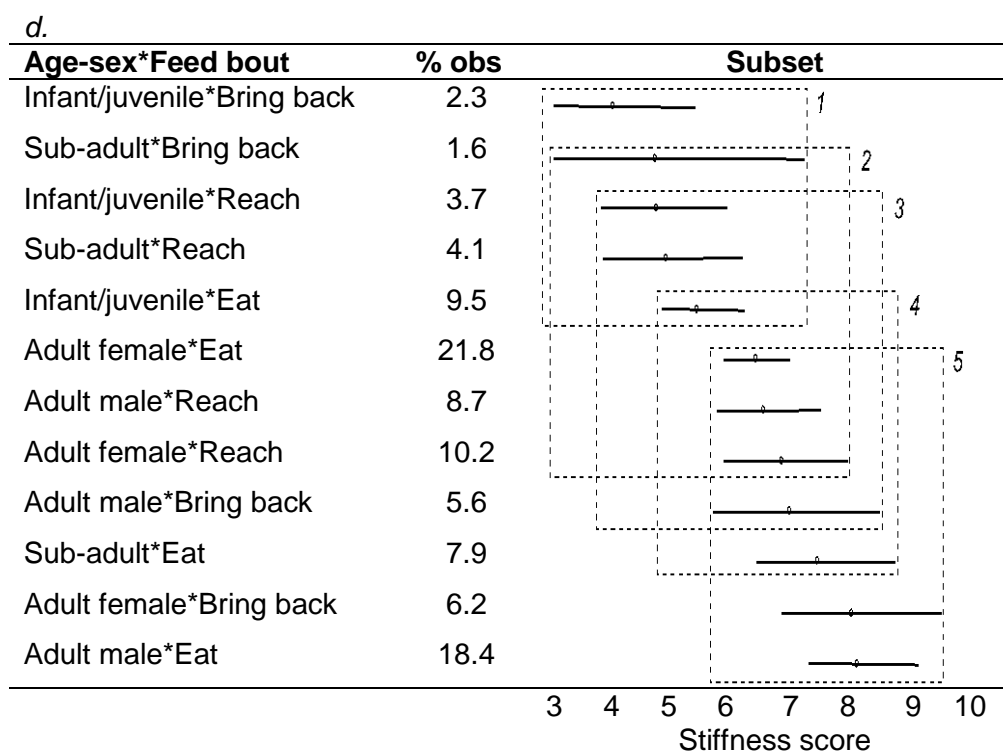 d.
Age-sex*Feed bout % obs Subset
Infant/juvenile*Bring back 2.3 1
Sub-adult*Bring back 1.6 2
Infant/juvenile*Reach 3.7 3
Sub-adult*Reach 4.1
Infant/juvenile*Eat 9.5 4
Adult female*Eat 21.8 5
Adult male*Reach 8.7
Adult female*Reach 10.2
Adult male*Bring back 5.6
Sub-adult*Eat 7.9
Adult female*Bring back 6.2
Adult male*Eat 18.4
3 4 5 6 7 8 9 10
Stiffness score